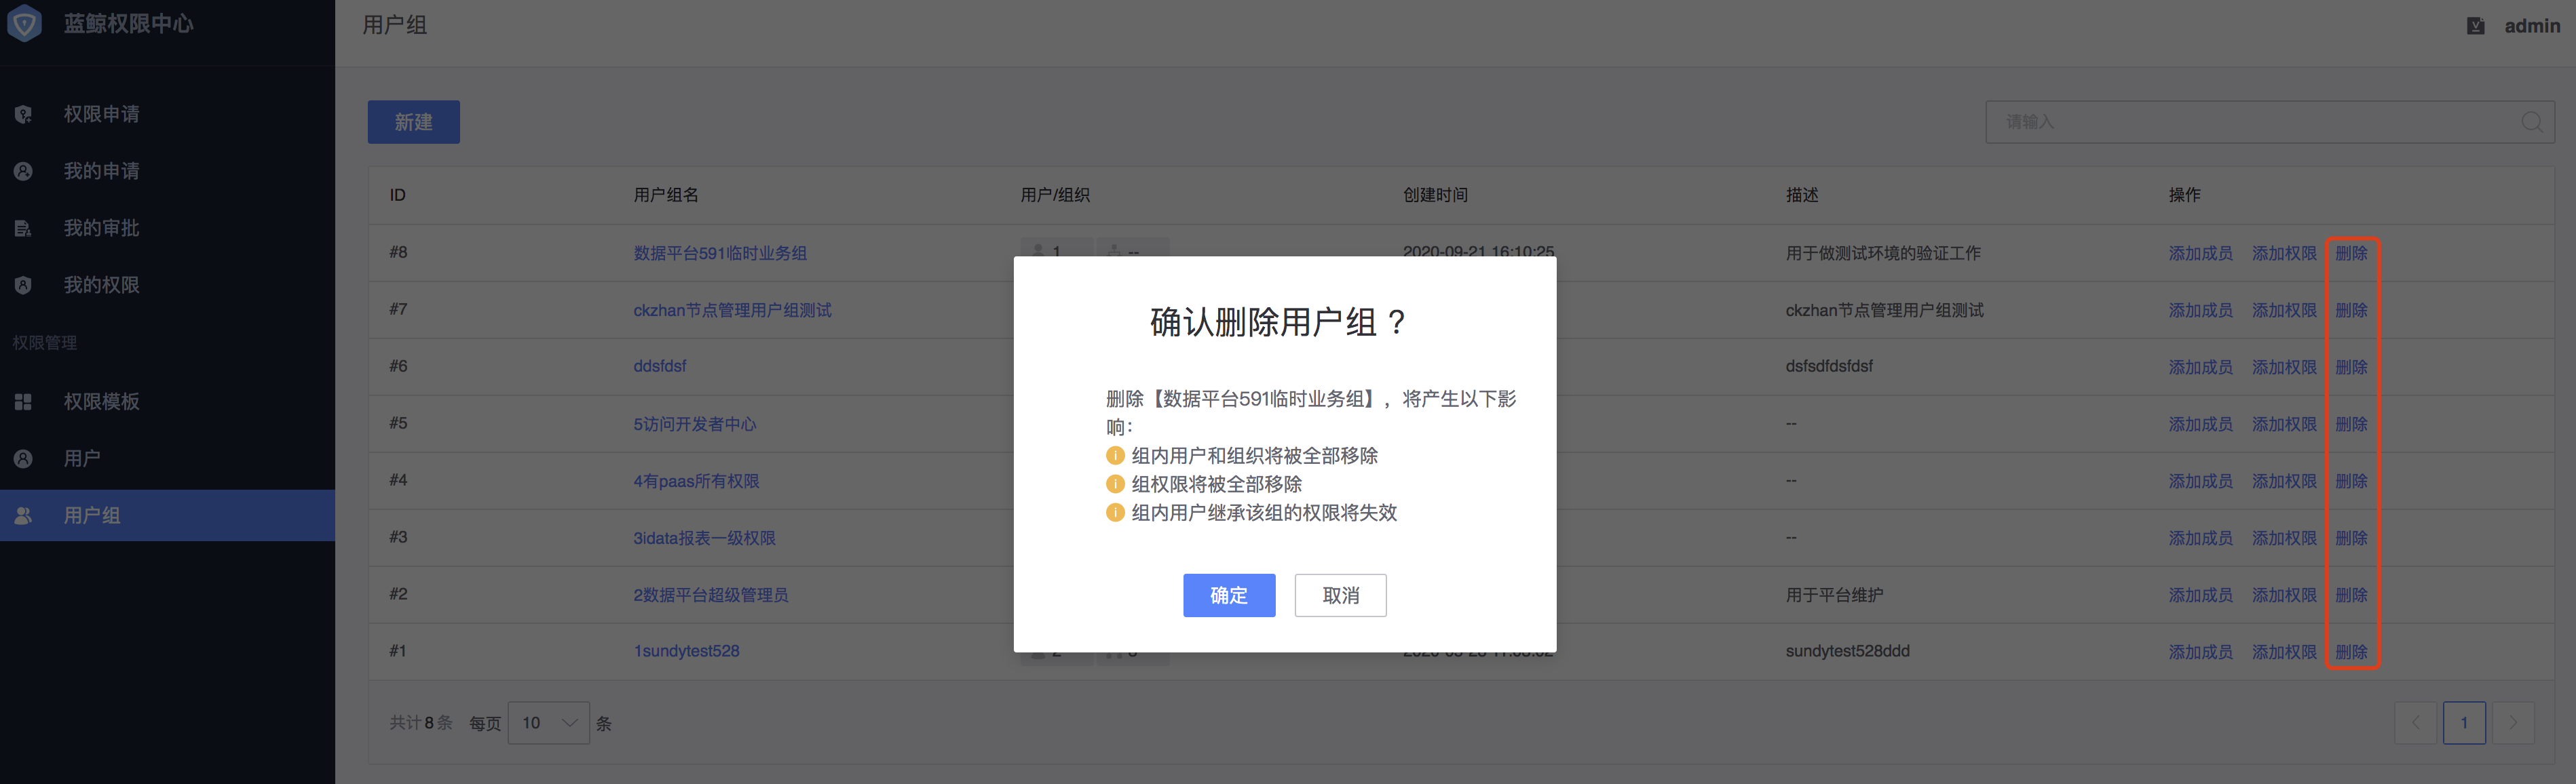 蓝鲸权限中心
用户组
admin
权限申请
我的申请
我的审批
我的权限
权限管理
权限模板
用户
用户组
新建
请输入
ID 用户组名 用户/组织 创建时间 描述 操作
#8 数据平台591临时业务组 1 -- 2020-09-21 16:10:25 用于做测试环境的验证工作 添加成员 添加权限 删除
#7 ckzhan节点管理用户组测试 ckzhan节点管理用户组测试 添加成员 添加权限 删除
#6 ddsfdsf dsfsdfdsfdsf 添加成员 添加权限 删除
#5 5访问开发者中心 -- 添加成员 添加权限 删除
#4 4有paas所有权限 -- 添加成员 添加权限 删除
#3 3idata报表一级权限 -- 添加成员 添加权限 删除
#2 2数据平台超级管理员 用于平台维护 添加成员 添加权限 删除
#1 1sundytest528 sundytest528ddd 添加成员 添加权限 删除
共计8条 每页 10 条
1
确认删除用户组？
删除【数据平台591临时业务组】，将产生以下影
响：
组内用户和组织将被全部移除
组权限将被全部移除
组内用户继承该组的权限将失效
确定 取消